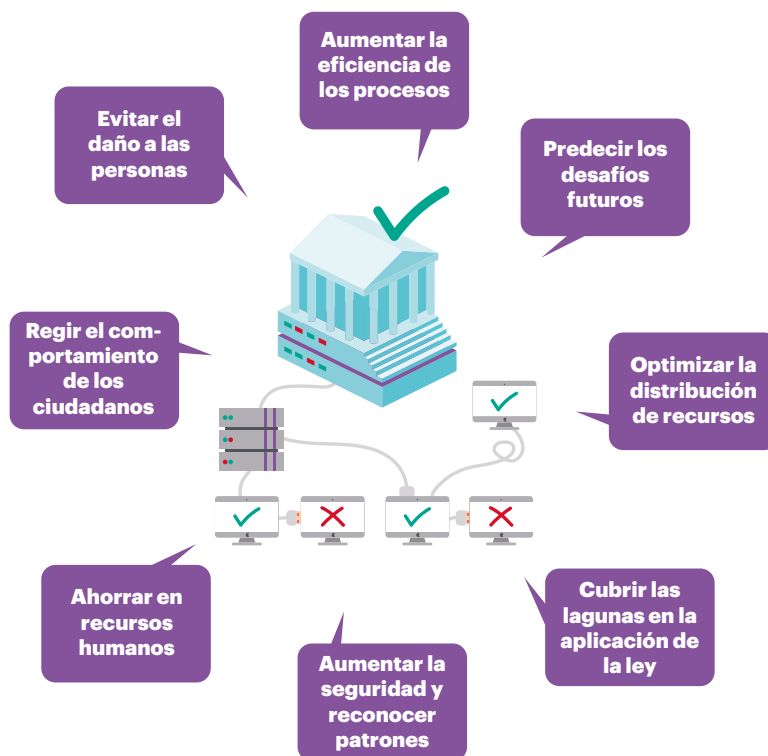 Aumentar la
eficiencia de
los procesos
Evitar el
daño a las
personas
Predecir los
desafíos
futuros
Regir el com-
portamiento
de los
ciudadanos
Optimizar la
distribución
de recursos
Ahorrar en
recursos
humanos
Aumentar la
seguridad y
reconocer
patrones
Cubrir las
lagunas en la
aplicación de
la ley